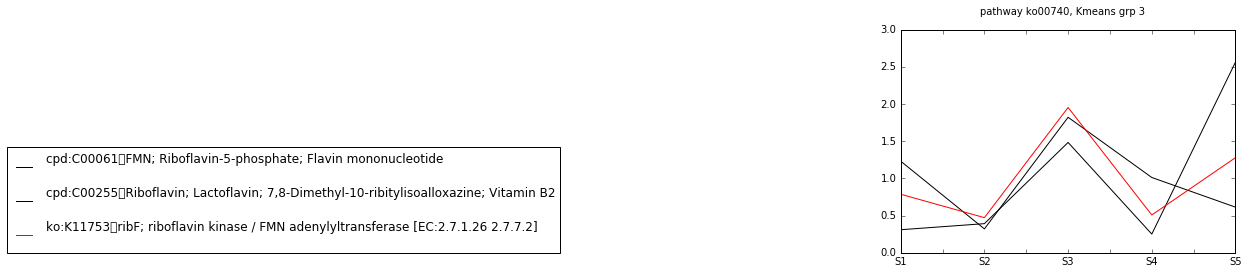 pathway ko00740, Kmeans grp 3
3.0
2.5
2.0
1.5
1.0
0.5
0.0
S1 S2 S3 S4 S5
cpd:C00061▯FMN; Riboflavin-5-phosphate; Flavin mononucleotide
cpd:C00255▯Riboflavin; Lactoflavin; 7,8-Dimethyl-10-ribitylisoalloxazine; Vitamin B2
ko:K11753▯ribF; riboflavin kinase / FMN adenylyltransferase [EC:2.7.1.26 2.7.7.2]